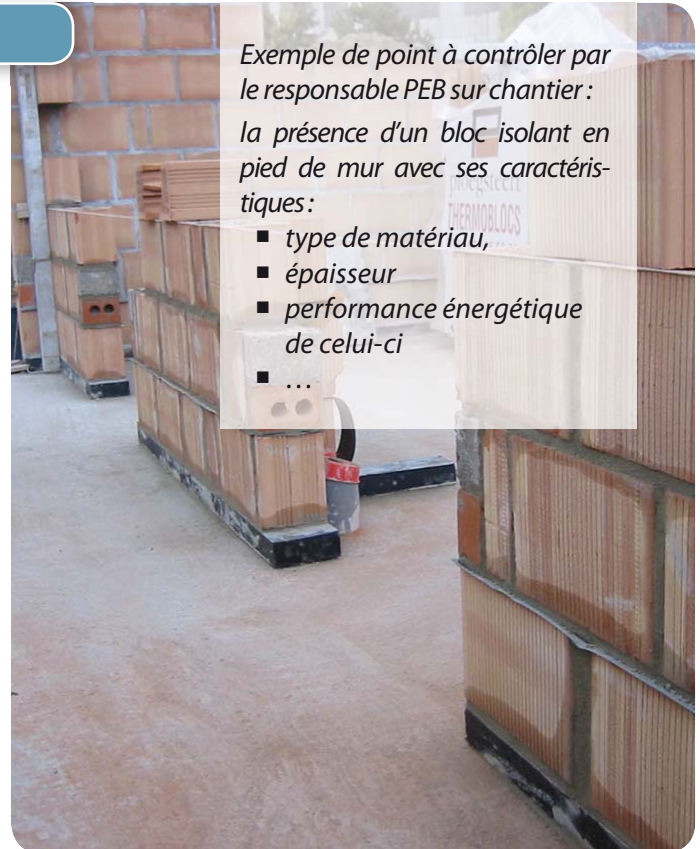 Exemple de point à contrôler par
le responsable PEB sur chantier :
la présence d'un bloc isolant en
pied de mur avec ses caractéris-
tiques :
■ type de matériau,
■ épaisseur
■ performance énergétique
de celui-ci
■ …
ploegsteert
THERMOBLOCS